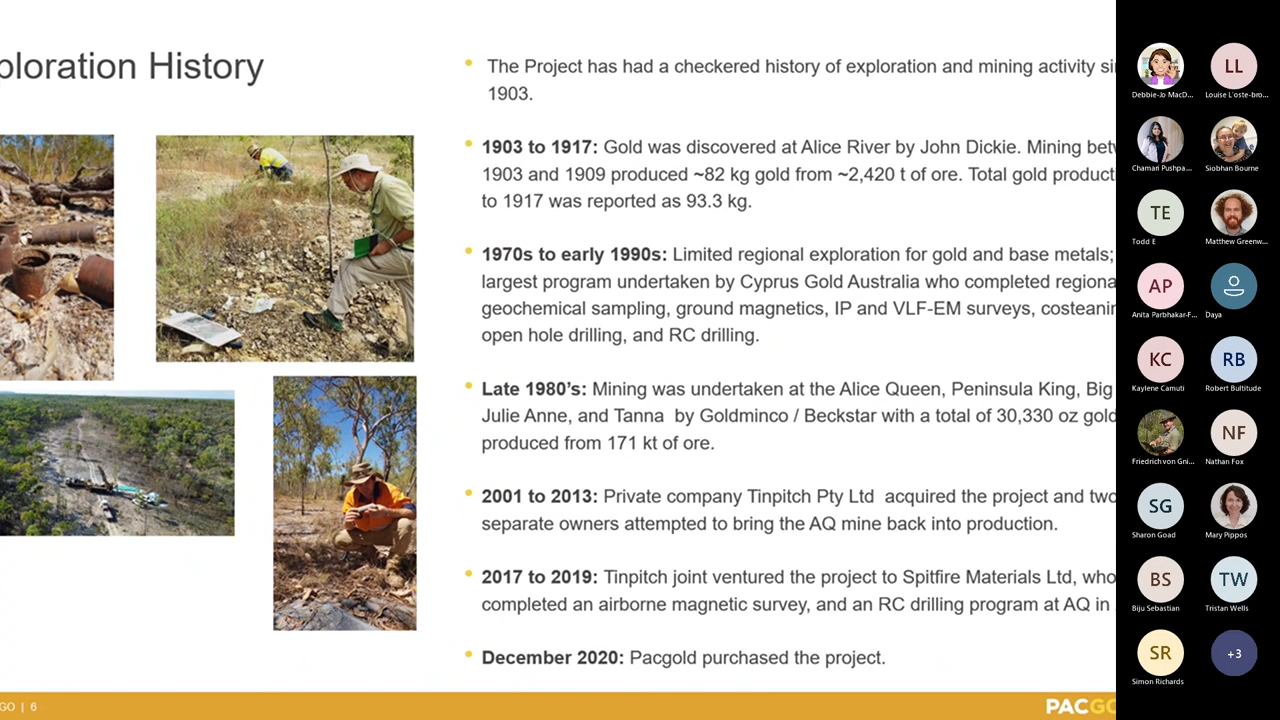 ploration History
• The Project has had a checkered history of exploration and mining activity si
1903.
• 1903 to 1917: Gold was discovered at Alice River by John Dickie. Mining bet
1903 and 1909 produced ~82 kg gold from ~2,420 t of ore. Total gold product
to 1917 was reported as 93.3 kg.
• 1970s to early 1990s: Limited regional exploration for gold and base metals;
largest program undertaken by Cyprus Gold Australia who completed regiona
geochemical sampling, ground magnetics, IP and VLF-EM surveys, costeanin
open hole drilling, and RC drilling.
• Late 1980’s: Mining was undertaken at the Alice Queen, Peninsula King, Big
Julie Anne, and Tanna by Goldminco / Beckstar with a total of 30,330 oz gold
produced from 171 kt of ore.
• 2001 to 2013: Private company Tinpitch Pty Ltd acquired the project and two
separate owners attempted to bring the AQ mine back into production.
• 2017 to 2019: Tinpitch joint ventured the project to Spitfire Materials Ltd, who
completed an airborne magnetic survey, and an RC drilling program at AQ in
• December 2020: Pacgold purchased the project.
GO | 6
PACGO
Debbie-Jo MacD...
LL
Louise L'oste-bro...
Chamari Pushpa...
Siobhan Bourne
TE
Todd E
Matthew Greenw...
AP
Anita Parbhakar-F...
Daya
KC
Kaylene Camuti
RB
Robert Bultitude
Friedrich von Gni...
NF
Nathan Fox
SG
Sharon Goad
Mary Pippos
BS
Biju Sebastian
TW
Tristan Wells
SR
Simon Richards
+3